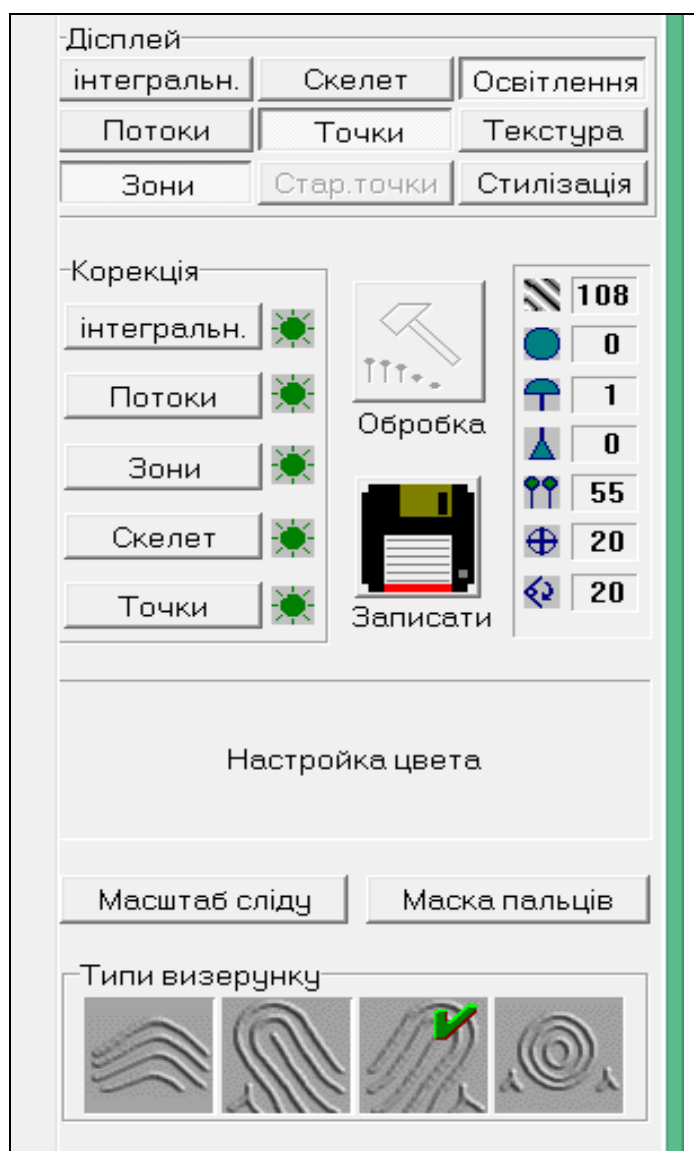 Дісплей
інтегральн. Скелет Освітлення
Потоки Точки Текстура
Зони Стар.точки Стилізація
Корекція
інтегральн.
Потоки
Зони
Скелет
Точки
Обробка
Записати
108
0
1
0
55
20
20
Настройка цвета
Масштаб сліду Маска пальців
Типи визерунку